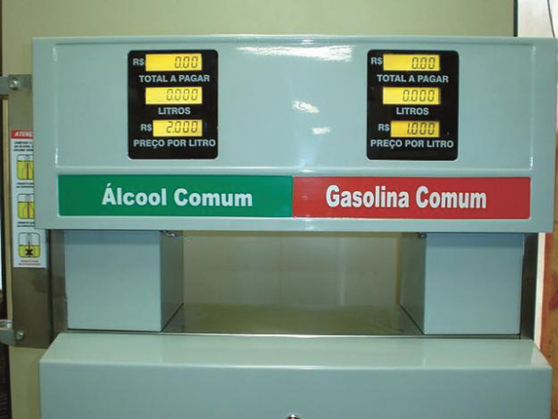 R$ 0.00
TOTAL A PAGAR
0.000
LITROS
R$ 2.000
PREÇO POR LITRO
R$ 0.00
TOTAL A PAGAR
0.000
LITROS
R$ 1.000
PREÇO POR LITRO
Álcool Comum
Gasolina Comum